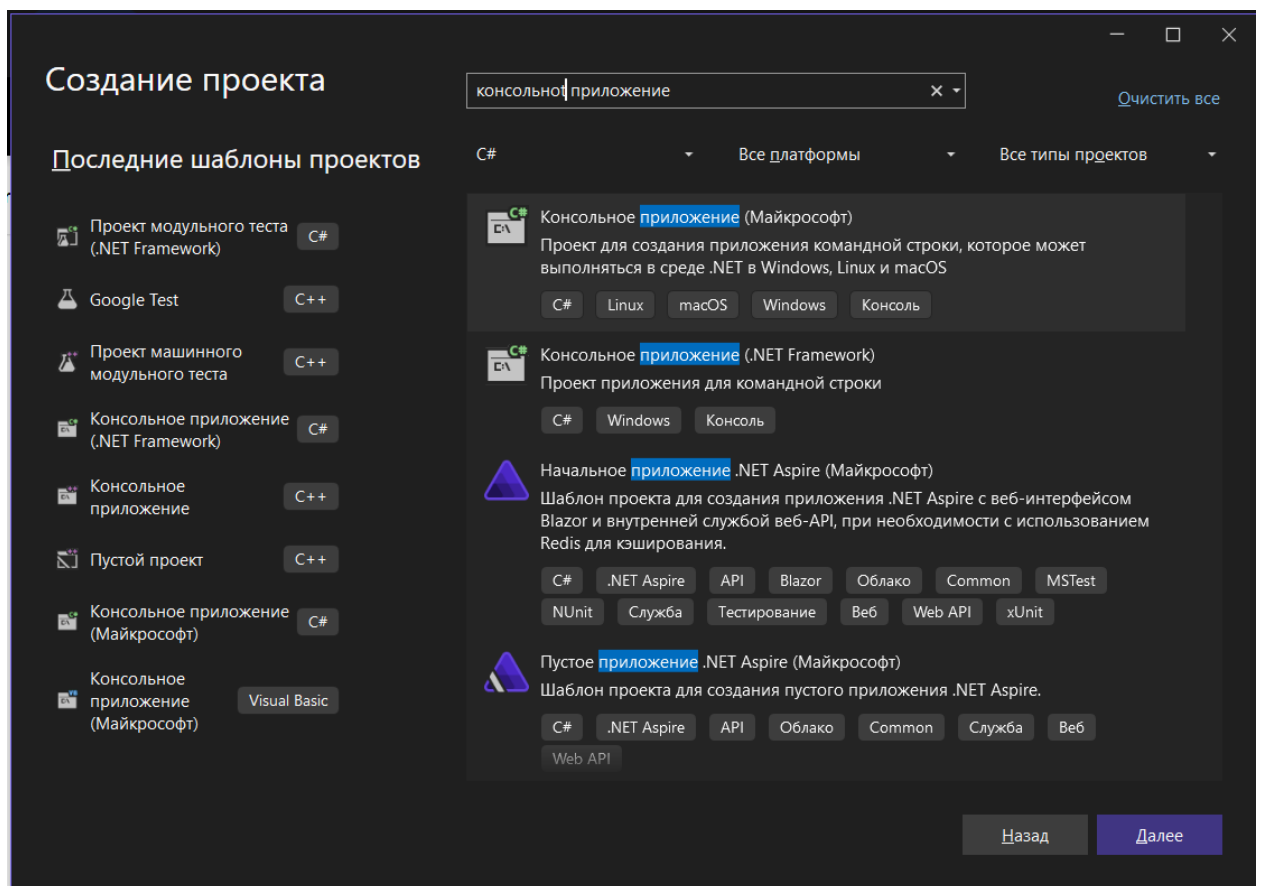 Создание проекта
консольноt приложение
Очистить все
Последние шаблоны проектов
C#
Все платформы
Все типы проектов
Проект модульного теста
(.NET Framework)
C#
Google Test
C++
Проект машинного
модульного теста
C++
Консольное приложение
(.NET Framework)
C#
Консольное
приложение
C++
Пустой проект
C++
Консольное приложение
(Майкрософт)
C#
Консольное
приложение
(Майкрософт)
Visual Basic
Консольное приложение (Майкрософт)
Проект для создания приложения командной строки, которое может
выполняться в среде .NET в Windows, Linux и macOS
C# Linux macOS Windows Консоль
Консольное приложение (.NET Framework)
Проект приложения для командной строки
C# Windows Консоль
Начальное приложение .NET Aspire (Майкрософт)
Шаблон проекта для создания приложения .NET Aspire с веб-интерфейсом
Blazor и внутренней службой веб-API, при необходимости с использованием
Redis для кэширования.
C# .NET Aspire API Blazor Облако Common MSTest
NUnit Служба Тестирование Веб Web API xUnit
Пустое приложение .NET Aspire (Майкрософт)
Шаблон проекта для создания пустого приложения .NET Aspire.
C# .NET Aspire API Облако Common Служба Веб
Web API
Назад
Далее